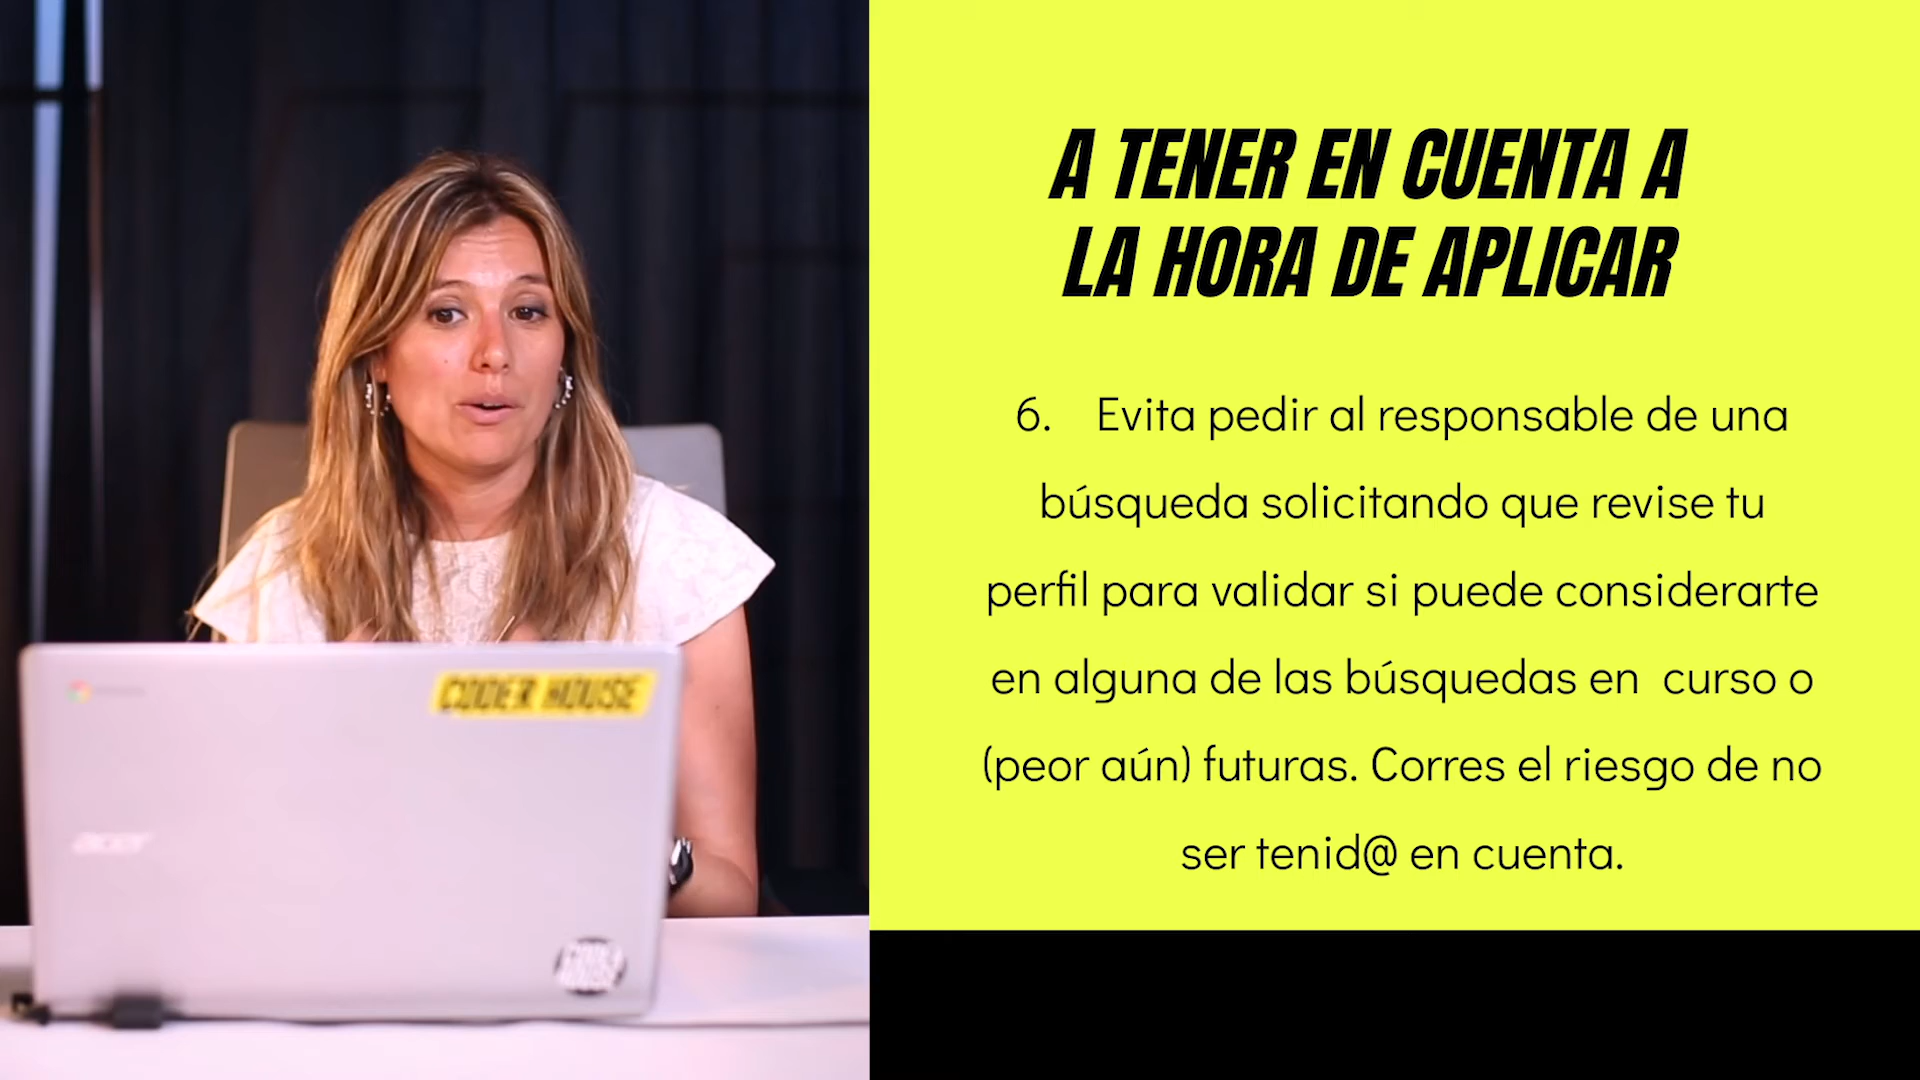 A TENER EN CUENTA A
LA HORA DE APLICAR
6. Evita pedir al responsable de una
búsqueda solicitando que revise tu
perfil para validar si puede considerarte
en alguna de las búsquedas en  curso o
(peor aún) futuras. Corres el riesgo de no
ser tenid@ en cuenta.
CODER HOUSE
acer
CODER
HOUSE